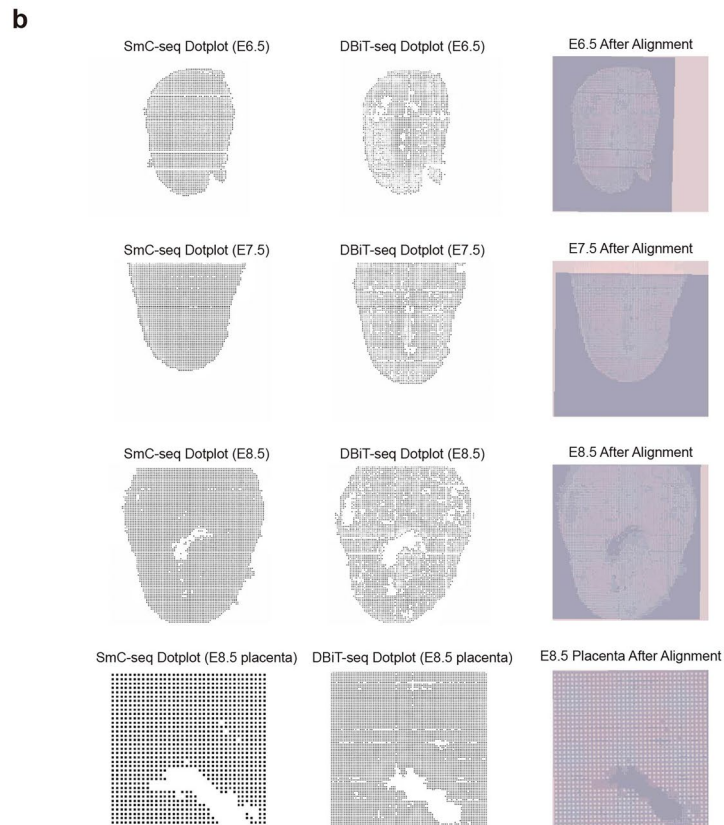 b
SmC-seq Dotplot (E6.5)
DBiT-seq Dotplot (E6.5)
E6.5 After Alignment
SmC-seq Dotplot (E7.5)
DBiT-seq Dotplot (E7.5)
E7.5 After Alignment
SmC-seq Dotplot (E8.5)
DBiT-seq Dotplot (E8.5)
E8.5 After Alignment
SmC-seq Dotplot (E8.5 placenta)
DBiT-seq Dotplot (E8.5 placenta)
E8.5 Placenta After Alignment